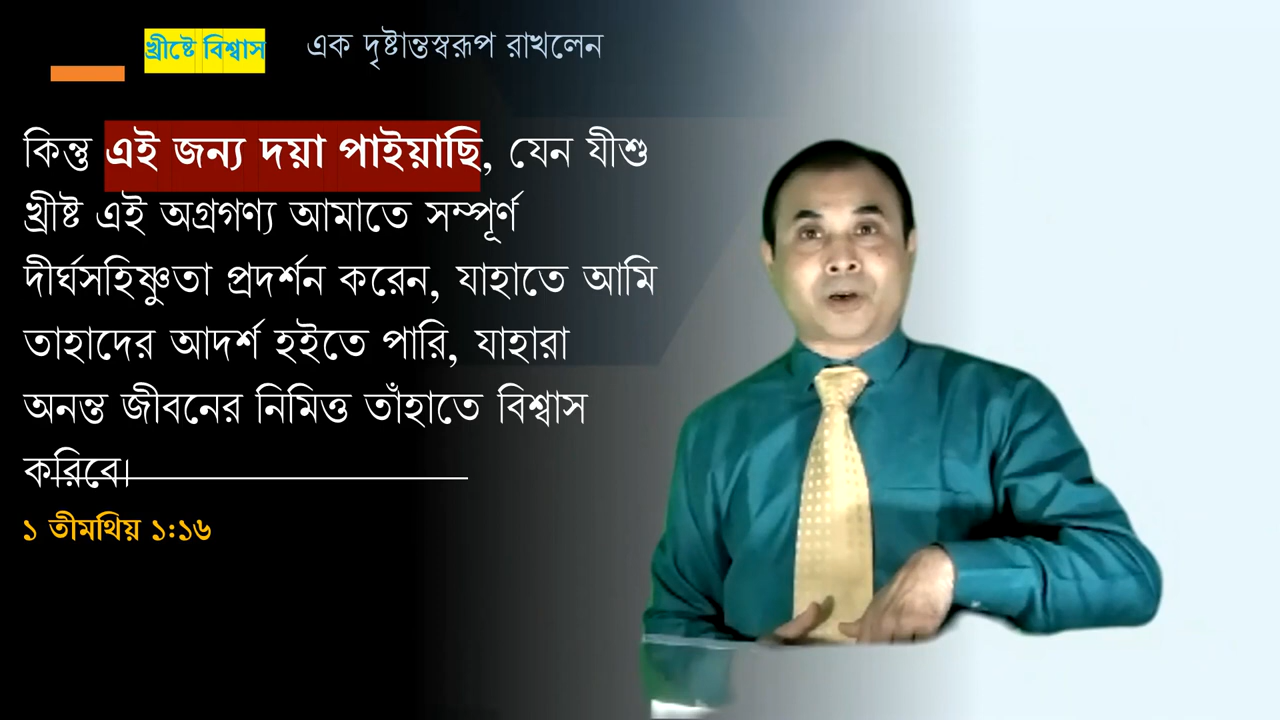 খ্রীষ্টে বিশ্বাস এক দৃষ্টান্তস্বরূপ রাখলেন
কিন্তু এই জন্য দয়া পাইয়াছি, যেন যীশু
খ্রীষ্ট এই অগ্রগণ্য আমাতে সম্পূর্ণ
দীর্ঘসহিষ্ণুতা প্রদর্শন করেন, যাহাতে আমি
তাহাদের আদর্শ হইতে পারি, যাহারা
অনন্ত জীবনের নিমিত্ত তাঁহাতে বিশ্বাস
করিবে।
১ তীমথিয় ১:১৬